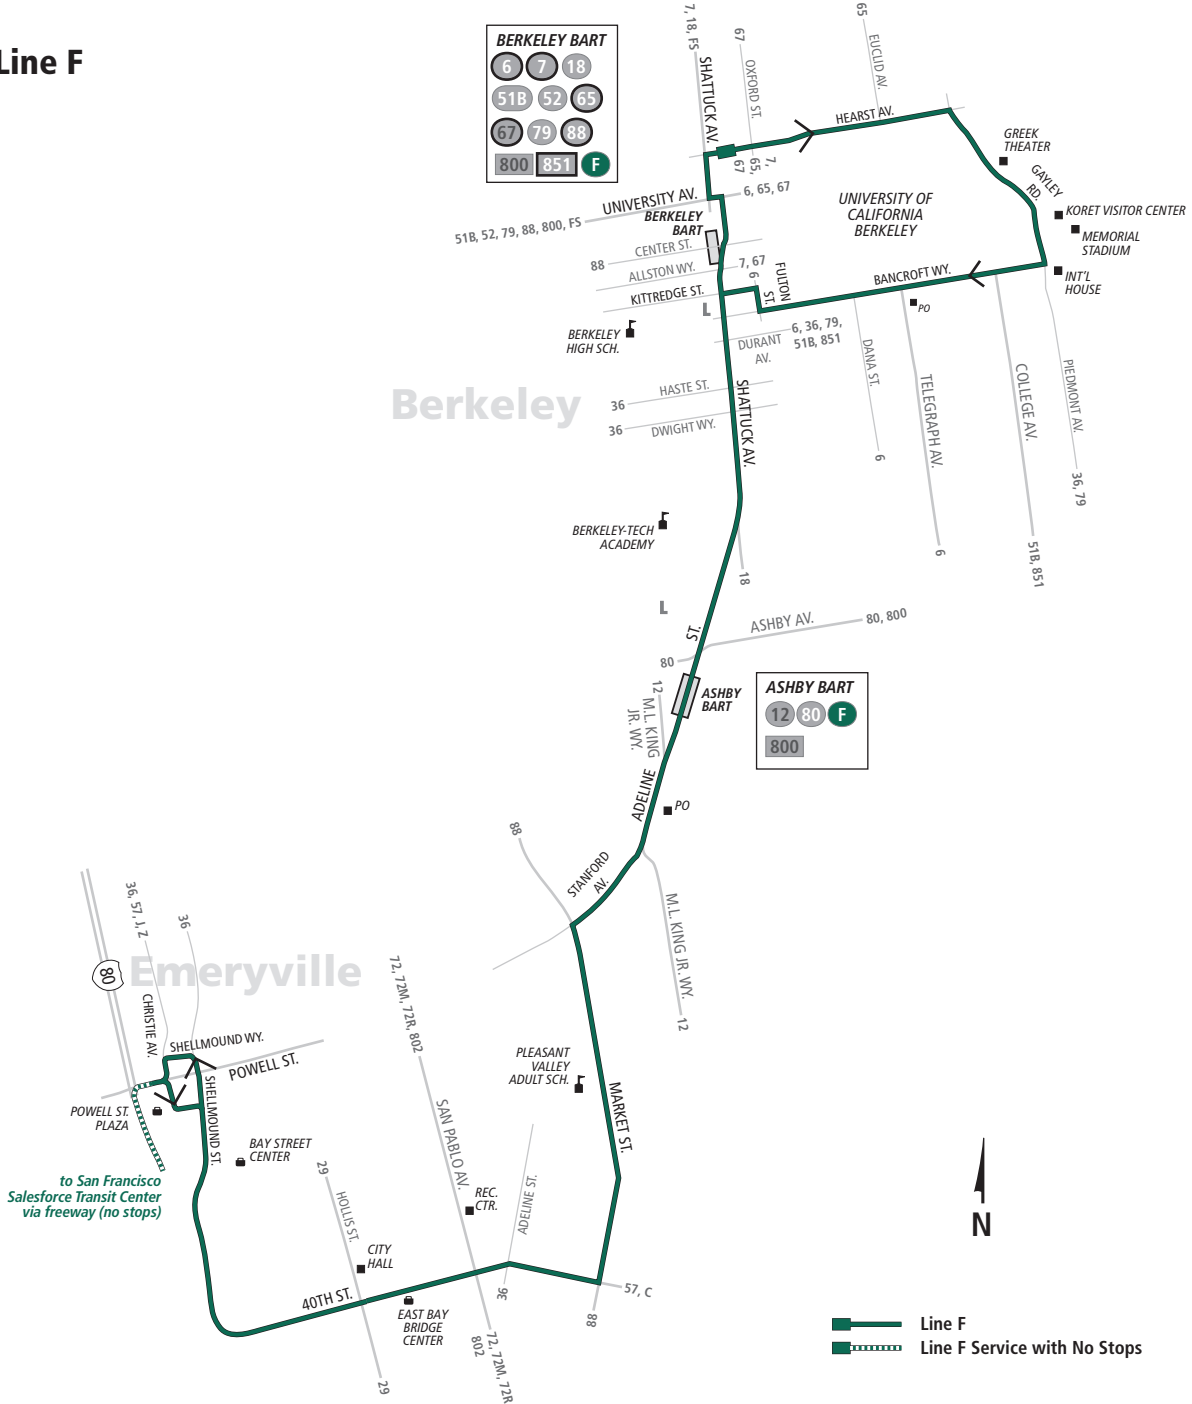 Line F
BERKELEY BART
6 7 18
51B 52 65
67 79 88
800 851 F
7, 18, FS
SHATTUCK AV.
67
OXFORD ST.
65
EUCLID AV.
HEARST AV.
7,
65,
67
GREEK
THEATER
GAYLEY
RD.
KORET VISITOR CENTER
MEMORIAL
STADIUM
INT'L
HOUSE
UNIVERSITY OF
CALIFORNIA
BERKELEY
6, 65, 67
UNIVERSITY AV.
51B, 52, 79, 88, 800, FS
BERKELEY
BART
CENTER ST.
88
ALLSTON WY.
7, 67
6
KITTREDGE ST.
FULTON
ST.
BANCROFT WY.
PO
L
BERKELEY
HIGH SCH.
DURANT
AV.
6, 36, 79,
51B, 851
DANA ST.
6
TELEGRAPH AV.
6
COLLEGE AV.
51B, 851
PIEDMONT AV.
36, 79
Berkeley
HASTE ST.
36
DWIGHT WY.
36
SHATTUCK AV.
BERKELEY-TECH
ACADEMY
18
L
ST.
ASHBY AV.
80, 800
80
12
M.L. KING
JR. WY.
ASHBY
BART
ASHBY BART
12 80 F
800
ADELINE
PO
88
STANFORD
AV.
M.L. KING JR. WY.
12
36, 57, J, Z
36
80
Emeryville
CHRISTIE AV.
SHELLMOUND WY.
POWELL ST.
SHELLMOUND ST.
POWELL ST.
PLAZA
BAY STREET
CENTER
to San Francisco
Salesforce Transit Center
via freeway (no stops)
72, 72M, 72R, 802
SAN PABLO AV.
PLEASANT
VALLEY
ADULT SCH.
MARKET ST.
29
HOLLIS ST.
REC.
CTR.
ADELINE ST.
CITY
HALL
40TH ST.
EAST BAY
BRIDGE
CENTER
36
57, C
88
72, 72M, 72R
802
29
N
Line F
Line F Service with No Stops